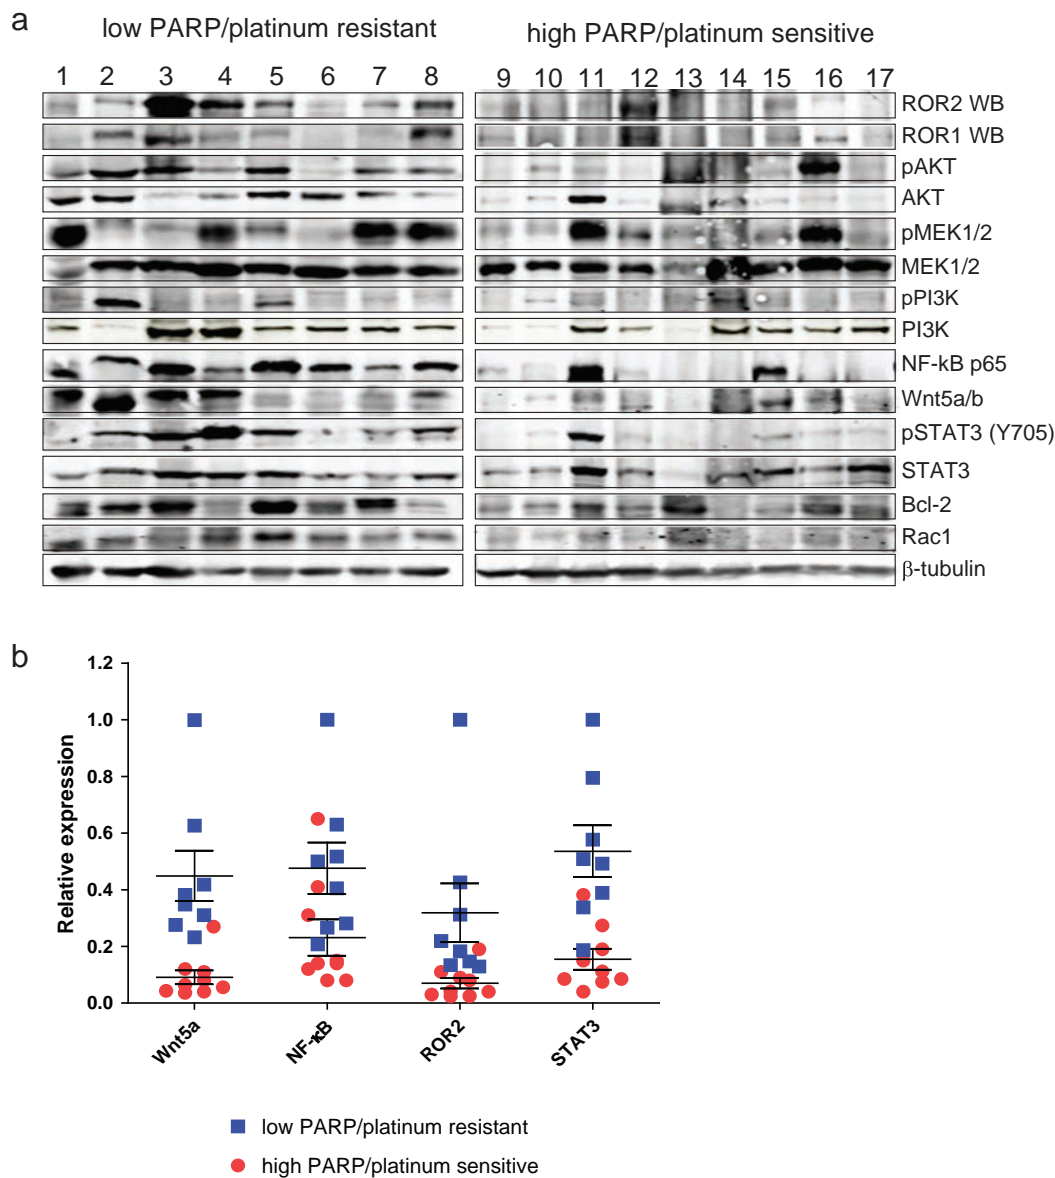 a
low PARP/platinum resistant
high PARP/platinum sensitive
1 2 3 4 5 6 7 8 9 10 11 12 13 14 15 16 17
ROR2 WB
ROR1 WB
pAKT
AKT
pMEK1/2
MEK1/2
pPI3K
PI3K
NF-kB p65
Wnt5a/b
pSTAT3 (Y705)
STAT3
Bcl-2
Rac1
β-tubulin
b
Relative expression
1.2
1.0
0.8
0.6
0.4
0.2
0.0
Wnt5a
NF-κB
ROR2
STAT3
low PARP/platinum resistant
high PARP/platinum sensitive